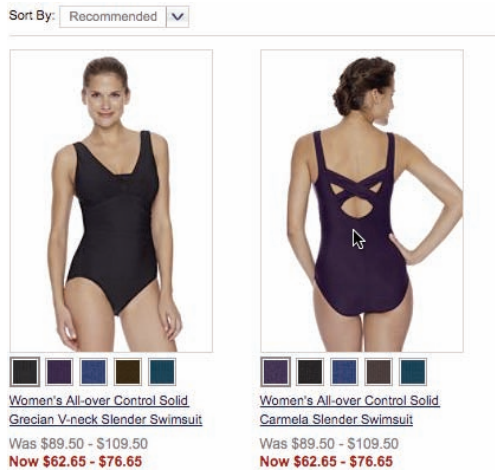 Sort By: Recommended
Women's All-over Control Solid
Grecian V-neck Slender Swimsuit
Was $89.50 - $109.50
Now $62.65 - $76.65
Women's All-over Control Solid
Carmela Slender Swimsuit
Was $89.50 - $109.50
Now $62.65 - $76.65